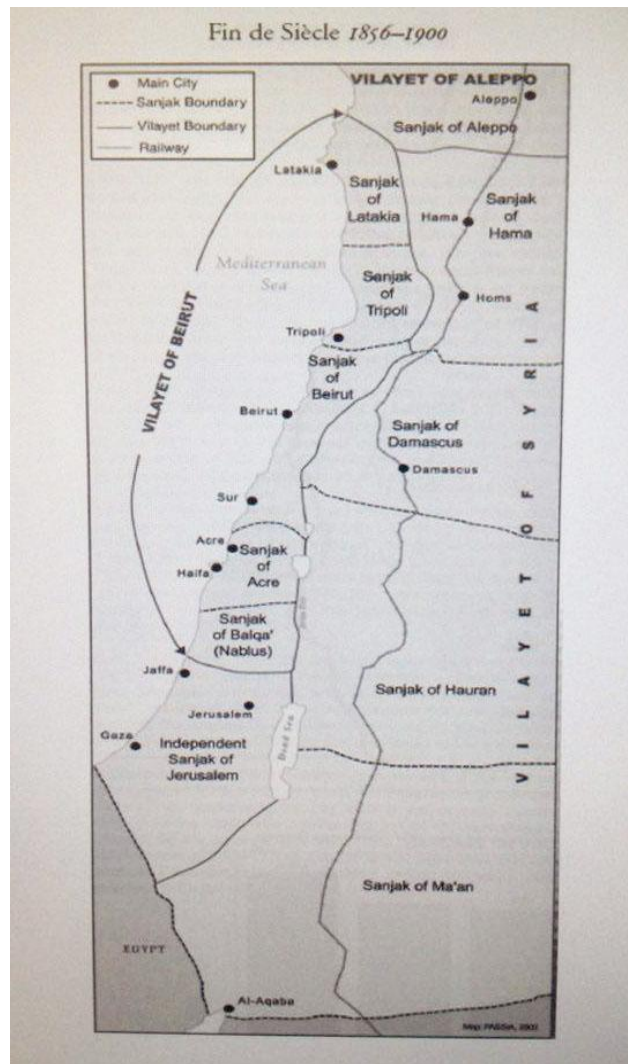 Fin de Siècle 1856–1900
Main City
Sanjak Boundary
Vilayet Boundary
Railway
VILAYET OF ALEPPO
Aleppo
Sanjak of Aleppo
Latakia
Sanjak
of
Latakia
Hama
Sanjak
of
Hama
Mediterranean
Sea
Sanjak
of
Tripoli
Homs
Tripoli
Sanjak
of
Beirut
VILAYET OF BEIRUT
Beirut
Sanjak of
Damascus
Damascus
VILAYET OF SYRIA
Sur
Acre
Sanjak
of
Acre
Haifa
Sanjak
of Balqa'
(Nablus)
Jaffa
Sanjak of Hauran
Jerusalem
Gaza
Independent
Sanjak of
Jerusalem
Dead Sea
Sanjak of Ma'an
EGYPT
Al-Aqaba
Map: PASSIA, 2002